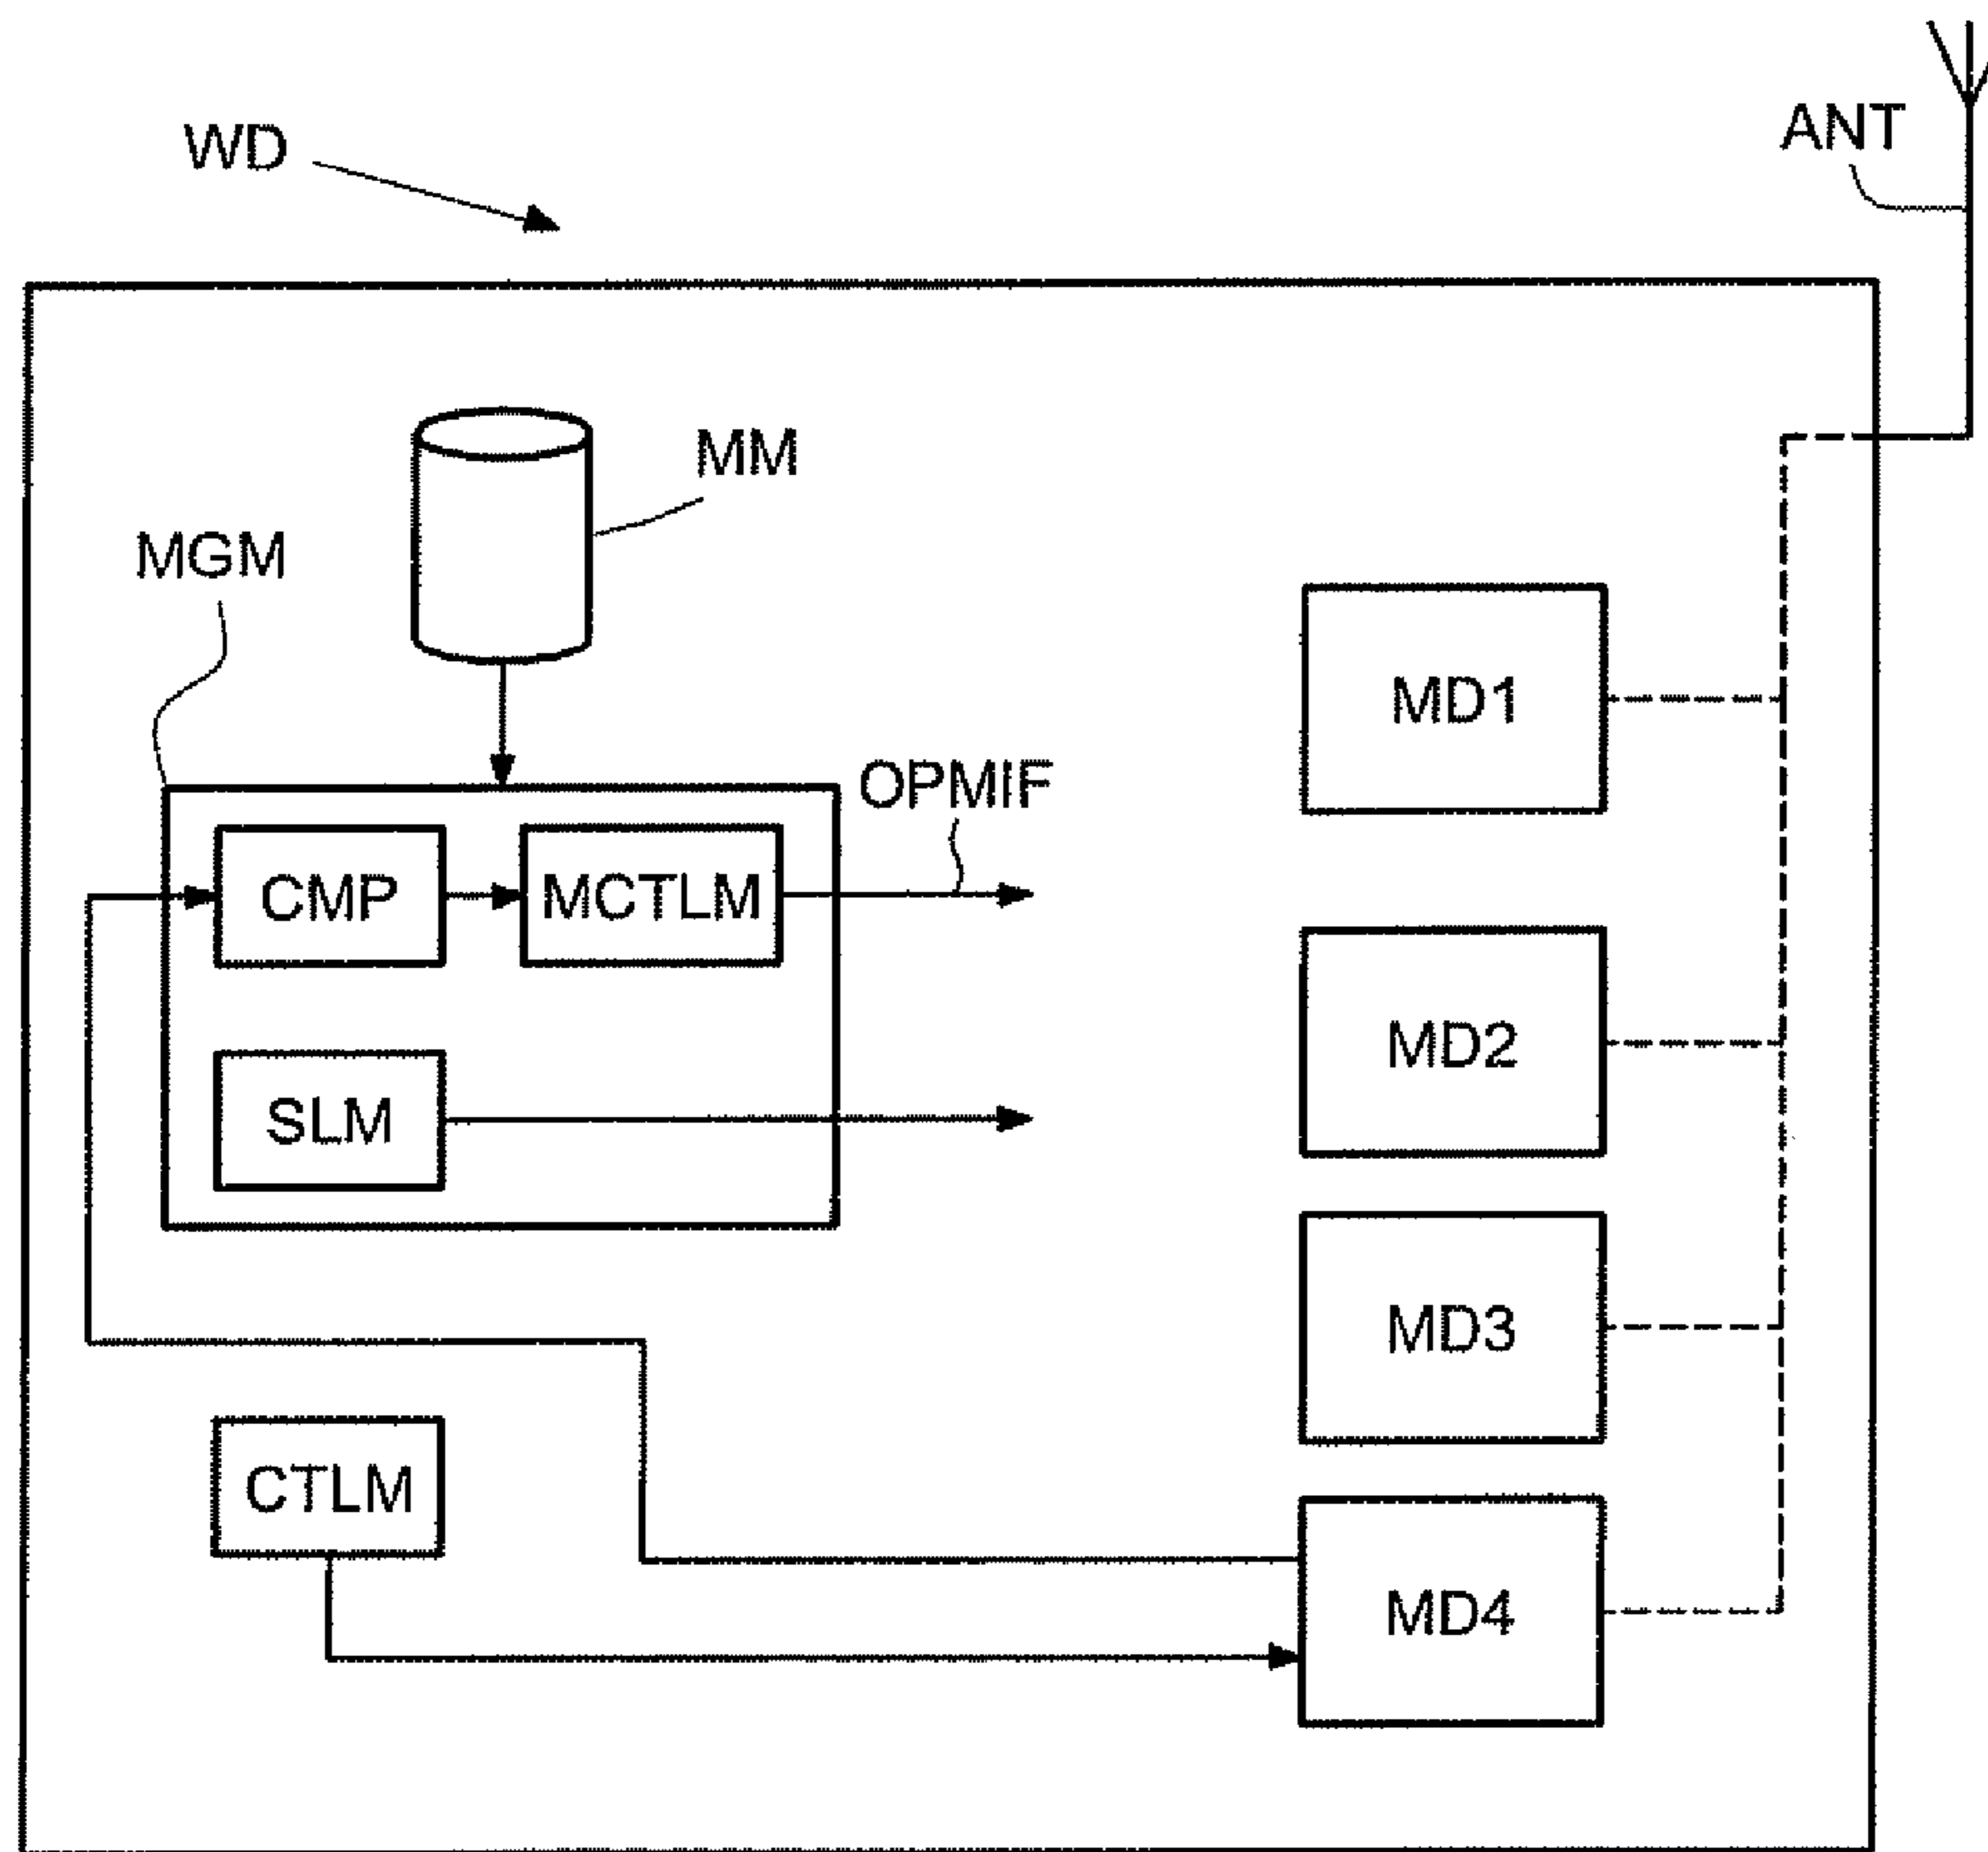 WD
ANT
MM
MGM
MD1
OPMIF
CMP
MCTLM
MD2
SLM
MD3
CTLM
MD4